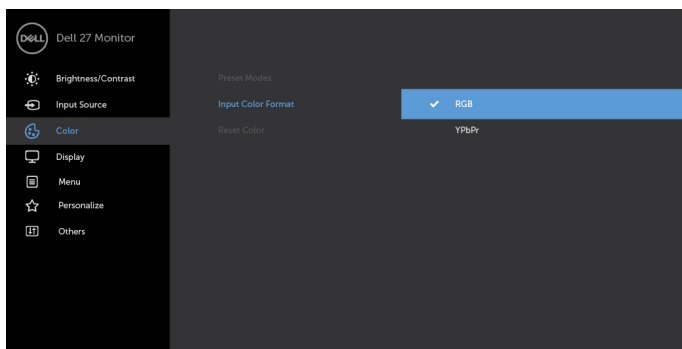 DELL Dell 27 Monitor
Brightness/Contrast
Preset Modes
Input Source
Input Color Format
RGB
Color
Reset Color
YPbPr
Display
Menu
Personalize
Others